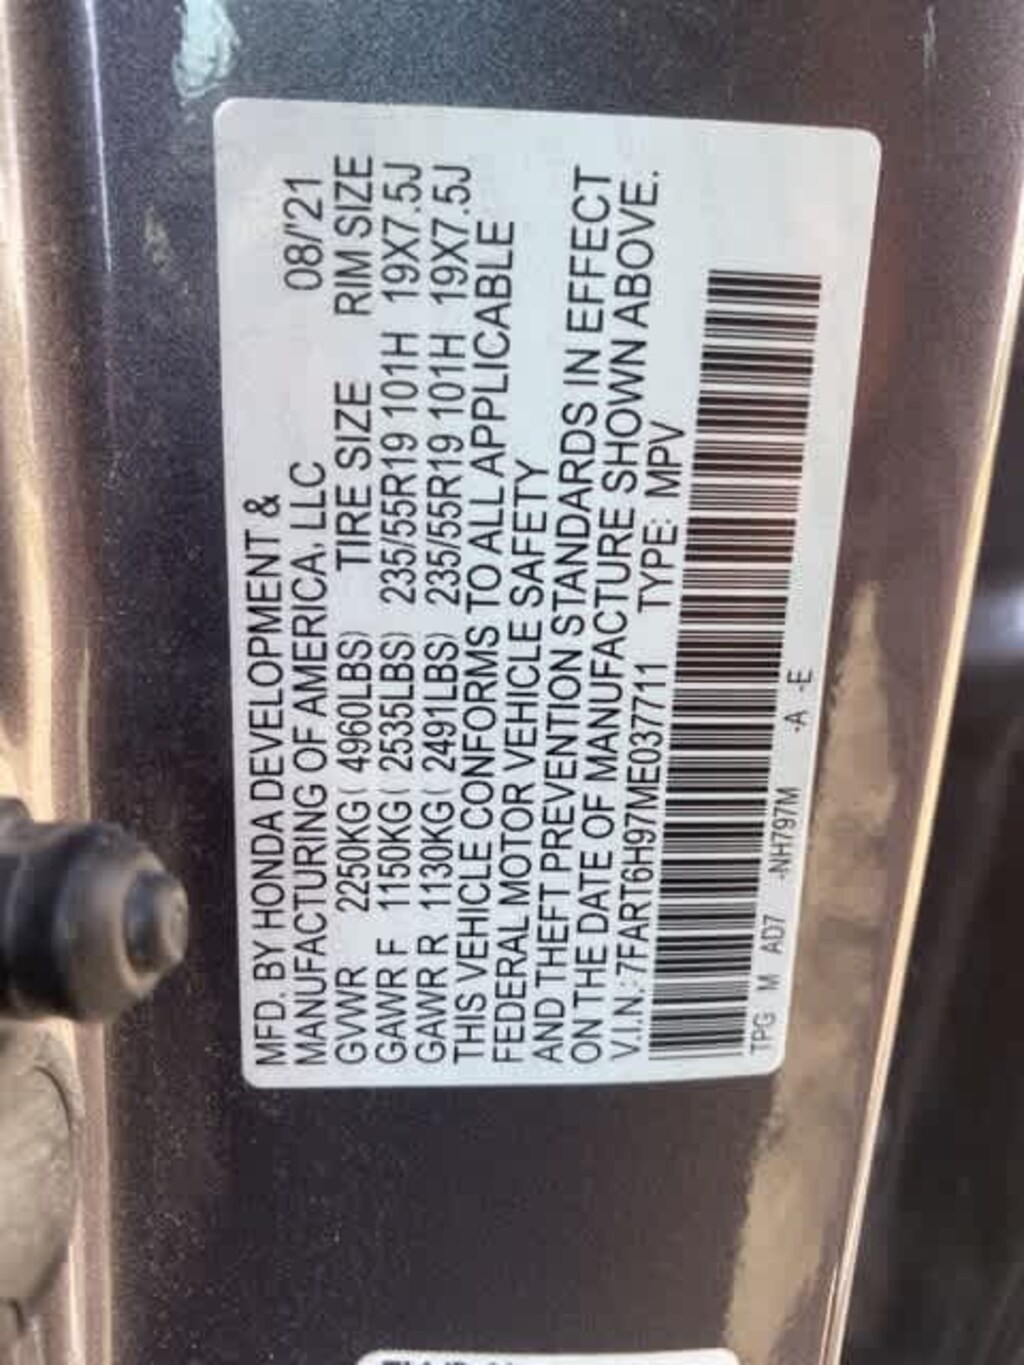 MFD. BY HONDA DEVELOPMENT &
MANUFACTURING OF AMERICA, LLC 08/'21
GVWR 2250KG( 4960LBS) TIRE SIZE RIM SIZE
GAWR F 1150KG( 2535LBS) 235/55R19 101H 19X7.5J
GAWR R 1130KG( 2491LBS) 235/55R19 101H 19X7.5J
THIS VEHICLE CONFORMS TO ALL APPLICABLE
FEDERAL MOTOR VEHICLE SAFETY
AND THEFT PREVENTION STANDARDS IN EFFECT
ON THE DATE OF MANUFACTURE SHOWN ABOVE.
V.I.N.:7FART6H97ME037711 TYPE: MPV
TPG M AD7 -NH797M -A -E